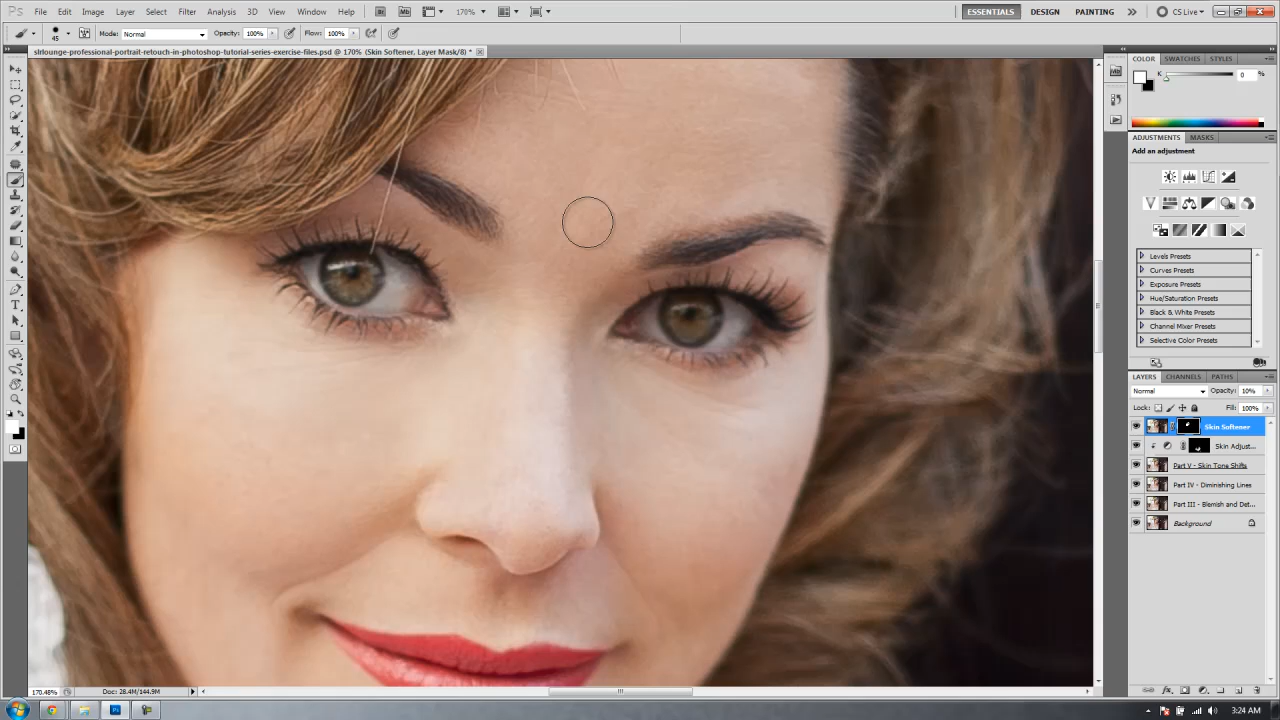 Ps File Edit Image Layer Select Filter Analysis 3D View Window Help Br Mb 170% ESSENTIALS DESIGN PAINTING CS Live
45 Mode: Normal Opacity: 100% Flow: 100%
slrlounge-professional-portrait-retouch-in-photoshop-tutorial-series-exercise-files.psd @ 170% (Skin Softener, Layer Mask/8) *
COLOR SWATCHES STYLES
K 0 %
ADJUSTMENTS MASKS
Add an adjustment
Levels Presets
Curves Presets
Exposure Presets
Hue/Saturation Presets
Black & White Presets
Channel Mixer Presets
Selective Color Presets
LAYERS CHANNELS PATHS
Normal Opacity: 10%
Lock: Fill: 100%
Skin Softener
Skin Adjust...
Part V - Skin Tone Shifts
Part IV - Diminishing Lines
Part III - Blemish and Det...
Background
170.48% Doc: 28.4M/144.9M
3:24 AM